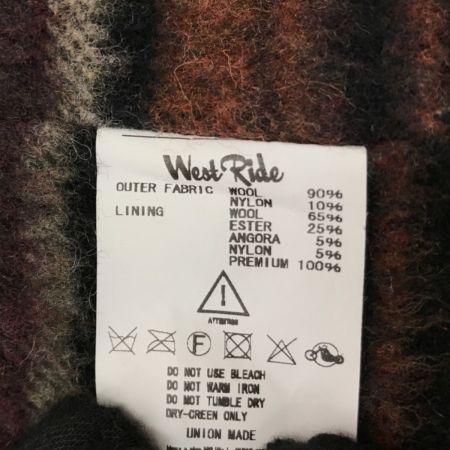 West Ride
OUTER FABRIC WOOL 90%
NYLON 10%
LINING WOOL 65%
ESTER 25%
ANGORA 5%
NYLON 5%
PREMIUM 100%
ATTENTION
F
DO NOT USE BLEACH
DO NOT WARM IRON
DO NOT TUMBLE DRY
DRY-CREEN ONLY
UNION MADE